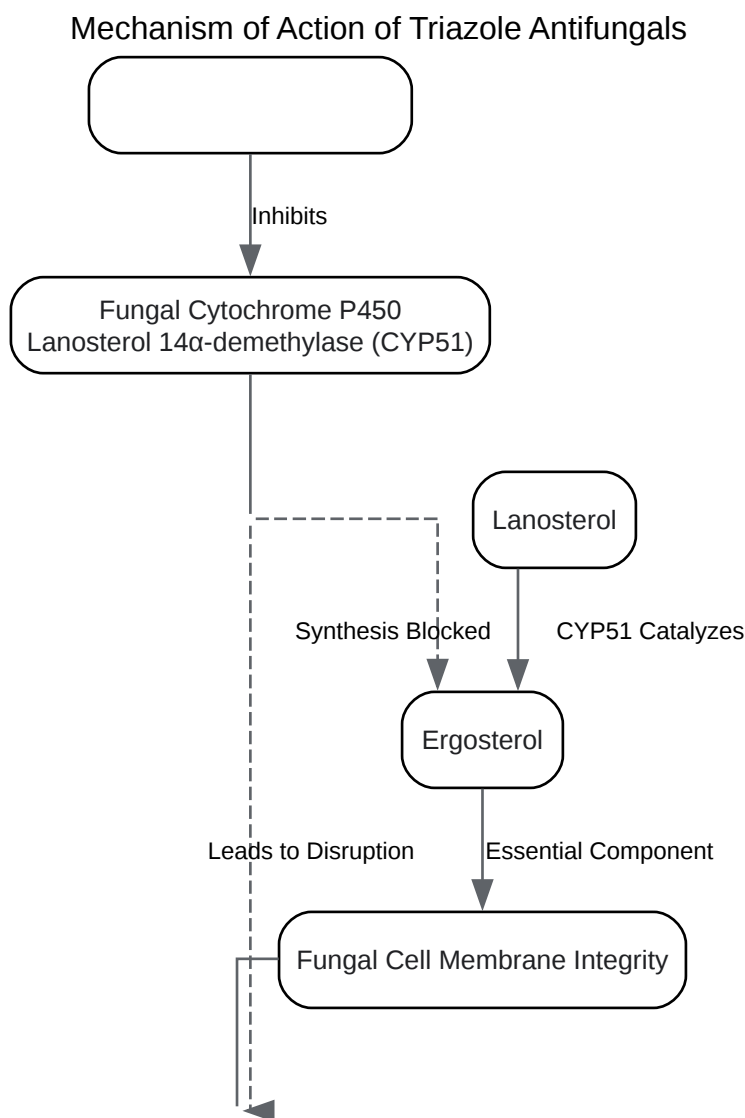 Mechanism of Action of Triazole Antifungals
Inhibits
Fungal Cytochrome P450
Lanosterol 14α-demethylase (CYP51)
Lanosterol
Synthesis Blocked
CYP51 Catalyzes
Ergosterol
Leads to Disruption
Essential Component
Fungal Cell Membrane Integrity